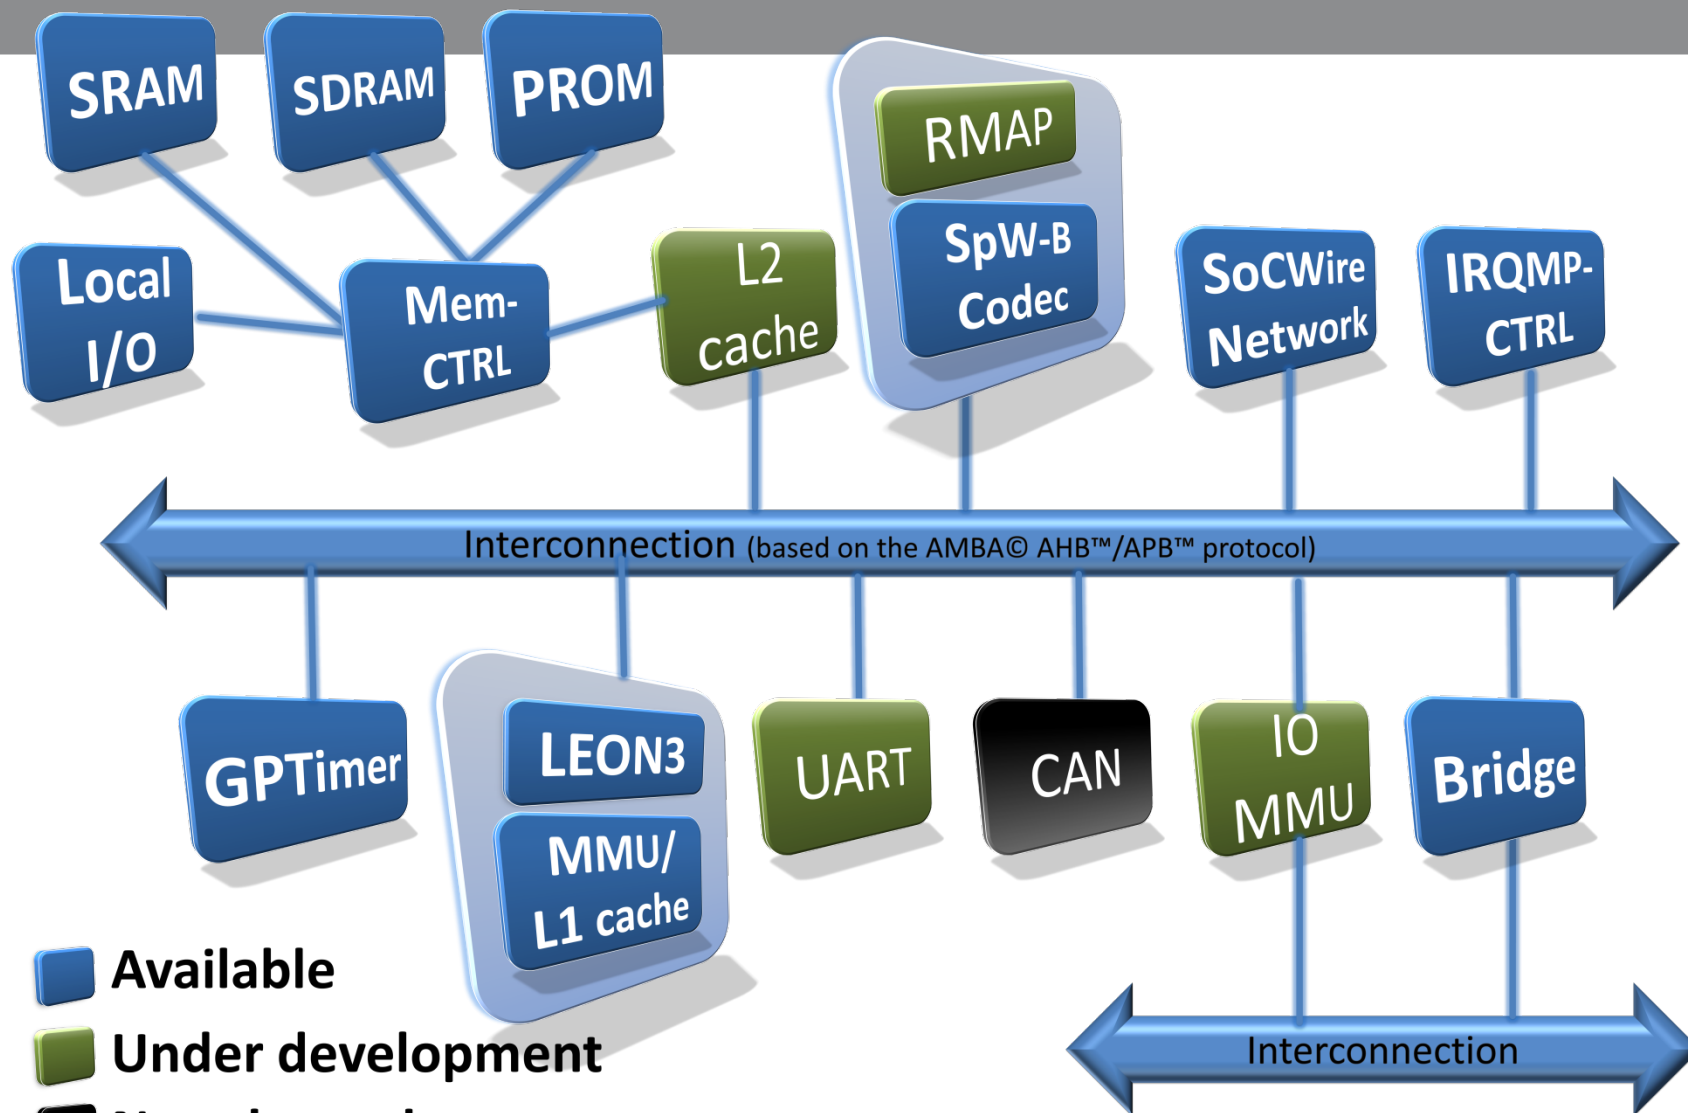 SRAM
SDRAM
PROM
RMAP
SpW-B
Codec
Local
I/O
Mem-
CTRL
L2
cache
SoCWire
Network
IRQMP-
CTRL
Interconnection (based on the AMBA© AHB™/APB™ protocol)
GPTimer
LEON3
MMU/
L1 cache
UART
CAN
IO
MMU
Bridge
Available
Under development
Interconnection